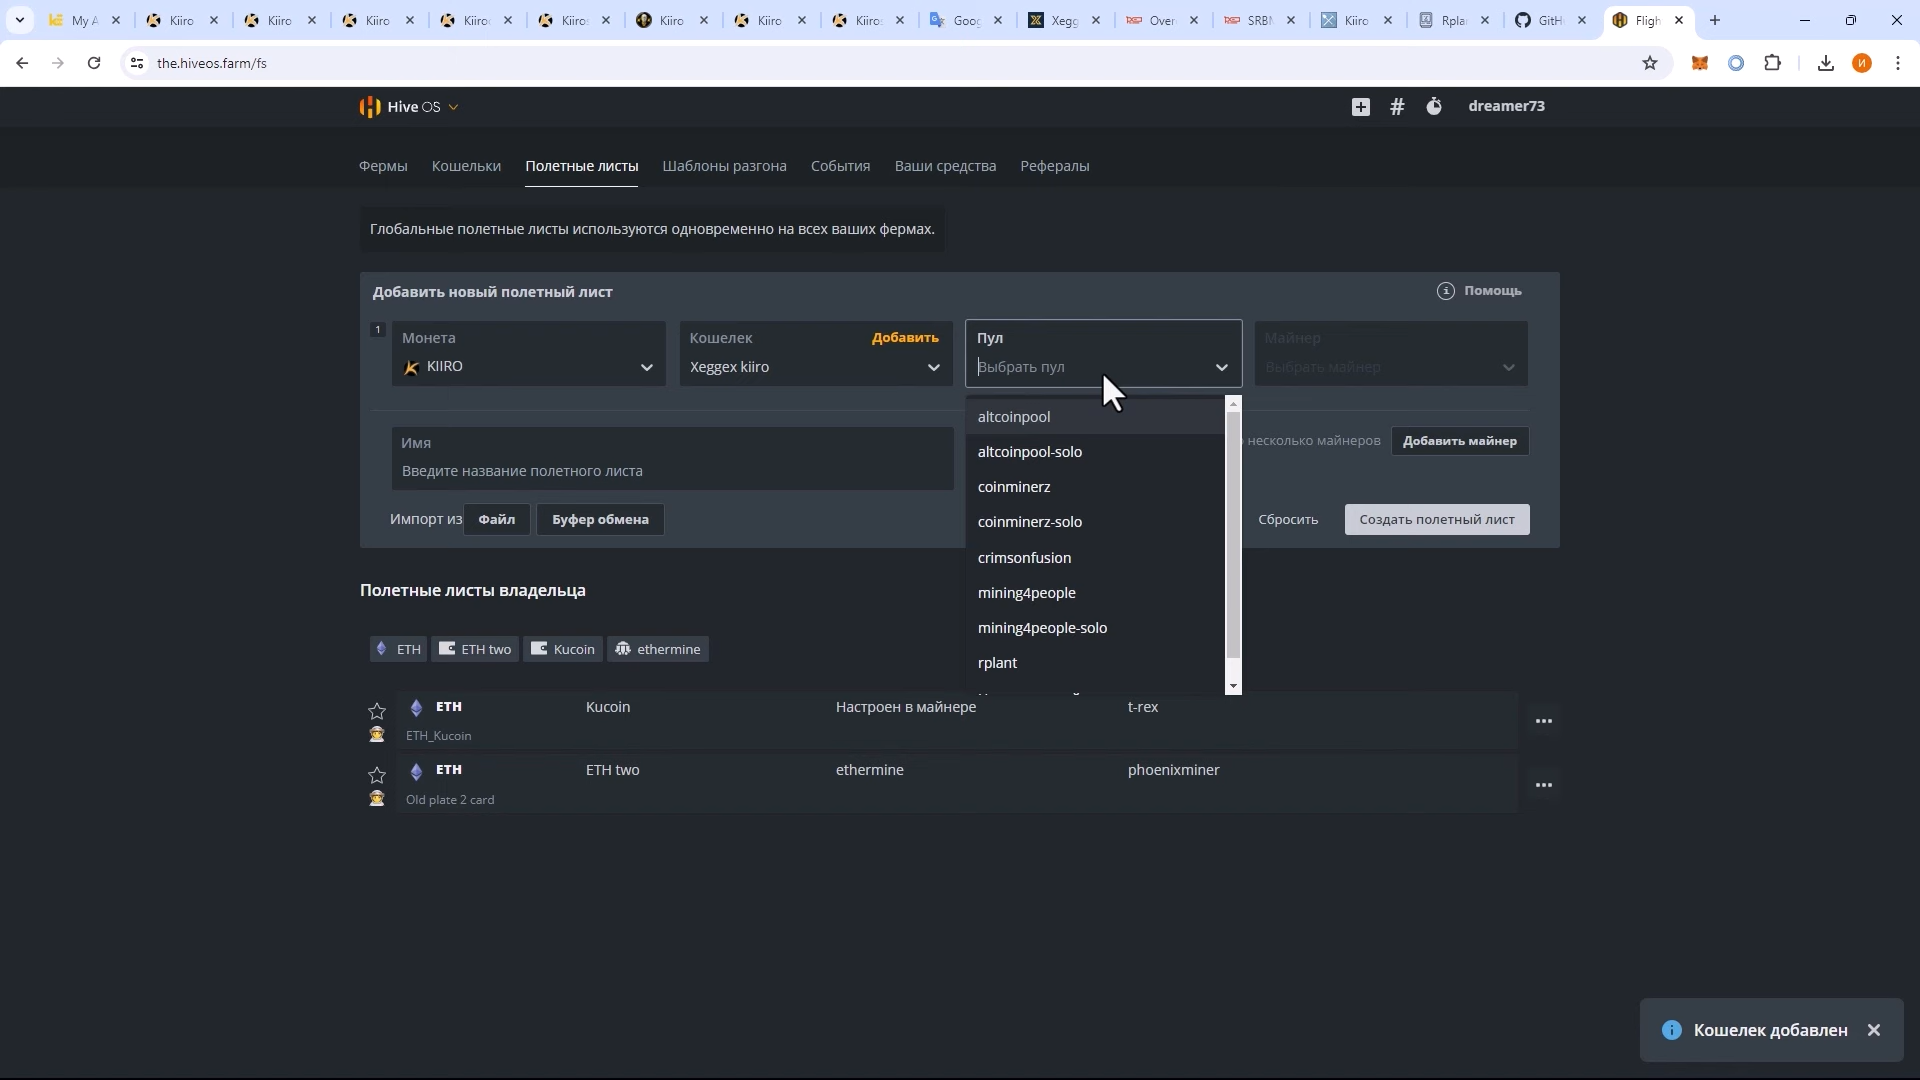 My A
Kiiro
Kiiro
Kiiro
Kiiro
Kiiro
Kiiro
Kiiro
Kiiro
Goog
Xegg
Over
SRBM
Kiiro
Rpla
GitH
Fligh
the.hiveos.farm/fs
И
Hive OS
dreamer73
Фермы Кошельки Полетные листы Шаблоны разгона События Ваши средства Рефералы
Глобальные полетные листы используются одновременно на всех ваших фермах.
Добавить новый полетный лист
Помощь
1
Монета
KIIRO
Кошелек Добавить
Xeggex kiiro
Пул
Выбрать пул
Майнер
Выбрать майнер
altcoinpool
altcoinpool-solo
coinminerz
coinminerz-solo
crimsonfusion
mining4people
mining4people-solo
rplant
Имя
Введите название полетного листа
несколько майнеров Добавить майнер
Импорт из Файл Буфер обмена
Сбросить Создать полетный лист
Полетные листы владельца
ETH ETH two Kucoin ethermine
ETH Kucoin Настроен в майнере t-rex
ETH_Kucoin
ETH ETH two ethermine phoenixminer
Old plate 2 card
Кошелек добавлен